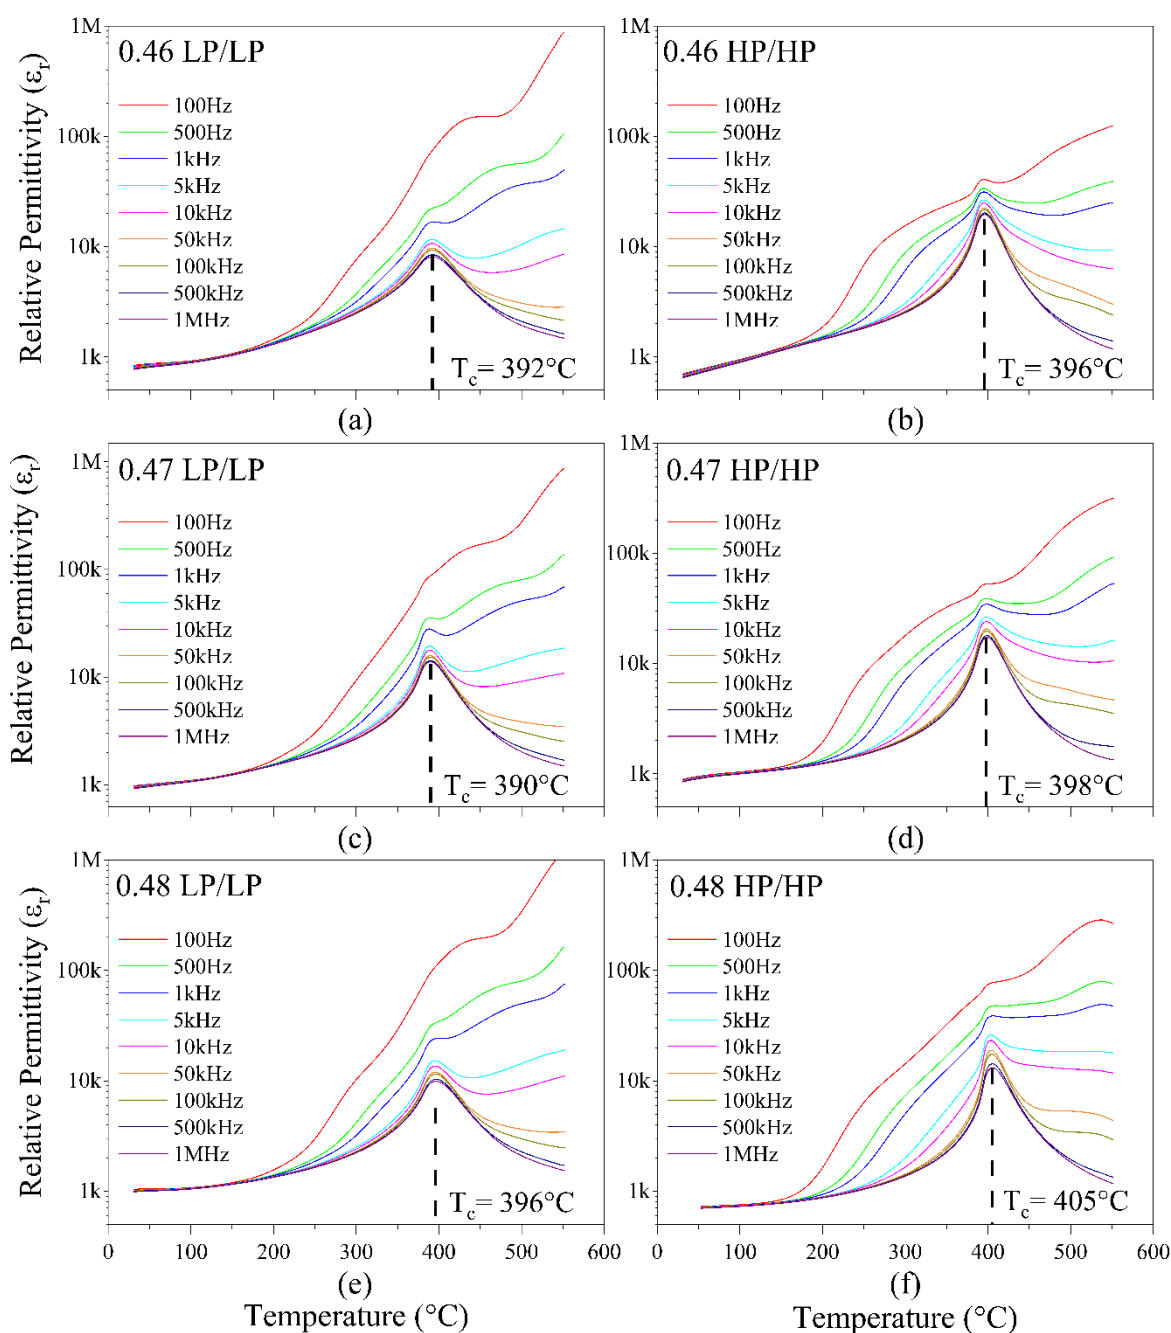 Relative Permittivity (εr)
1M
100k
10k
1k
0.46 LP/LP
100Hz
500Hz
1kHz
5kHz
10kHz
50kHz
100kHz
500kHz
1MHz
Tc= 392°C
(a)
1M
100k
10k
1k
0.46 HP/HP
100Hz
500Hz
1kHz
5kHz
10kHz
50kHz
100kHz
500kHz
1MHz
Tc= 396°C
(b)
Relative Permittivity (εr)
1M
100k
10k
1k
0.47 LP/LP
100Hz
500Hz
1kHz
5kHz
10kHz
50kHz
100kHz
500kHz
1MHz
Tc= 390°C
(c)
1M
100k
10k
1k
0.47 HP/HP
100Hz
500Hz
1kHz
5kHz
10kHz
50kHz
100kHz
500kHz
1MHz
Tc= 398°C
(d)
Relative Permittivity (εr)
1M
100k
10k
1k
0.48 LP/LP
100Hz
500Hz
1kHz
5kHz
10kHz
50kHz
100kHz
500kHz
1MHz
Tc= 396°C
0 100 200 300 400 500 600
(e)
Temperature (°C)
1M
100k
10k
1k
0.48 HP/HP
100Hz
500Hz
1kHz
5kHz
10kHz
50kHz
100kHz
500kHz
1MHz
Tc= 405°C
0 100 200 300 400 500 600
(f)
Temperature (°C)